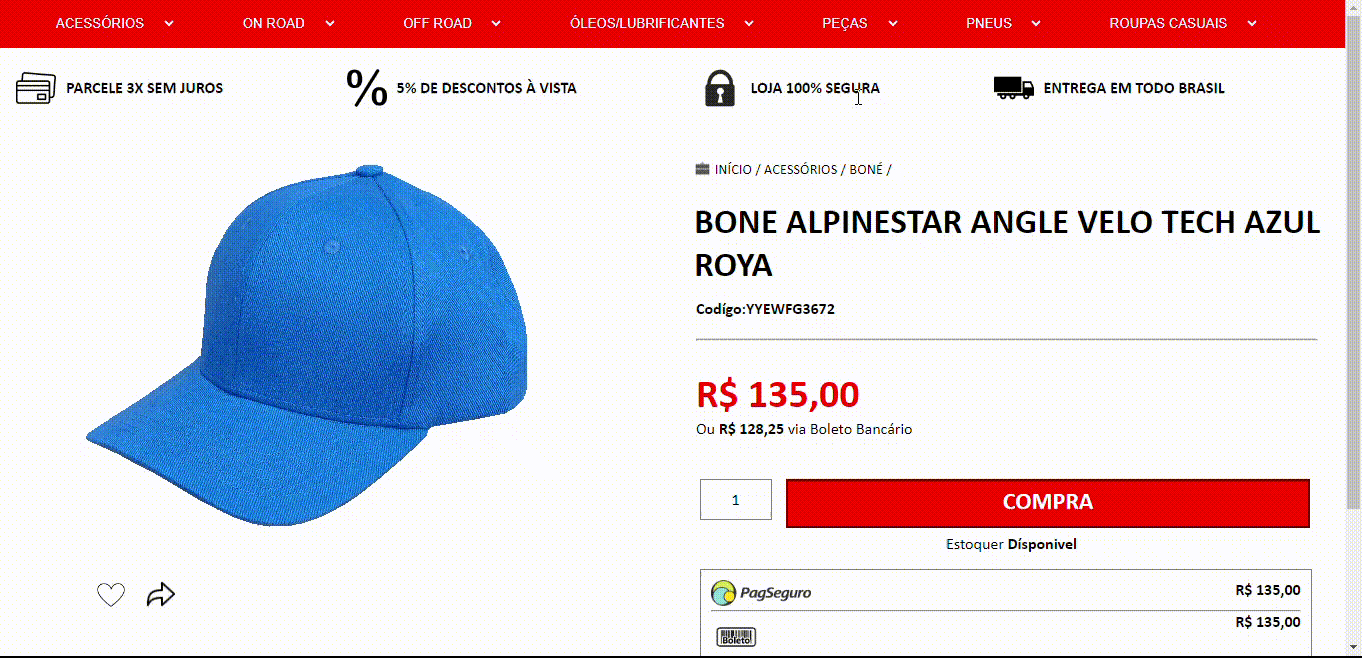 ACESSÓRIOS
ON ROAD
OFF ROAD
ÓLEOS/LUBRIFICANTES
PEÇAS
PNEUS
ROUPAS CASUAIS
PARCELE 3X SEM JUROS
% 5% DE DESCONTOS À VISTA
LOJA 100% SEGURA
ENTREGA EM TODO BRASIL
INÍCIO / ACESSÓRIOS / BONÉ /
BONE ALPINESTAR ANGLE VELO TECH AZUL
ROYA
Codígo:YYEWFG3672
R$ 135,00
Ou R$ 128,25 via Boleto Bancário
1
COMPRA
Estoquer Dísponivel
PagSeguro
R$ 135,00
R$ 135,00
Boleto